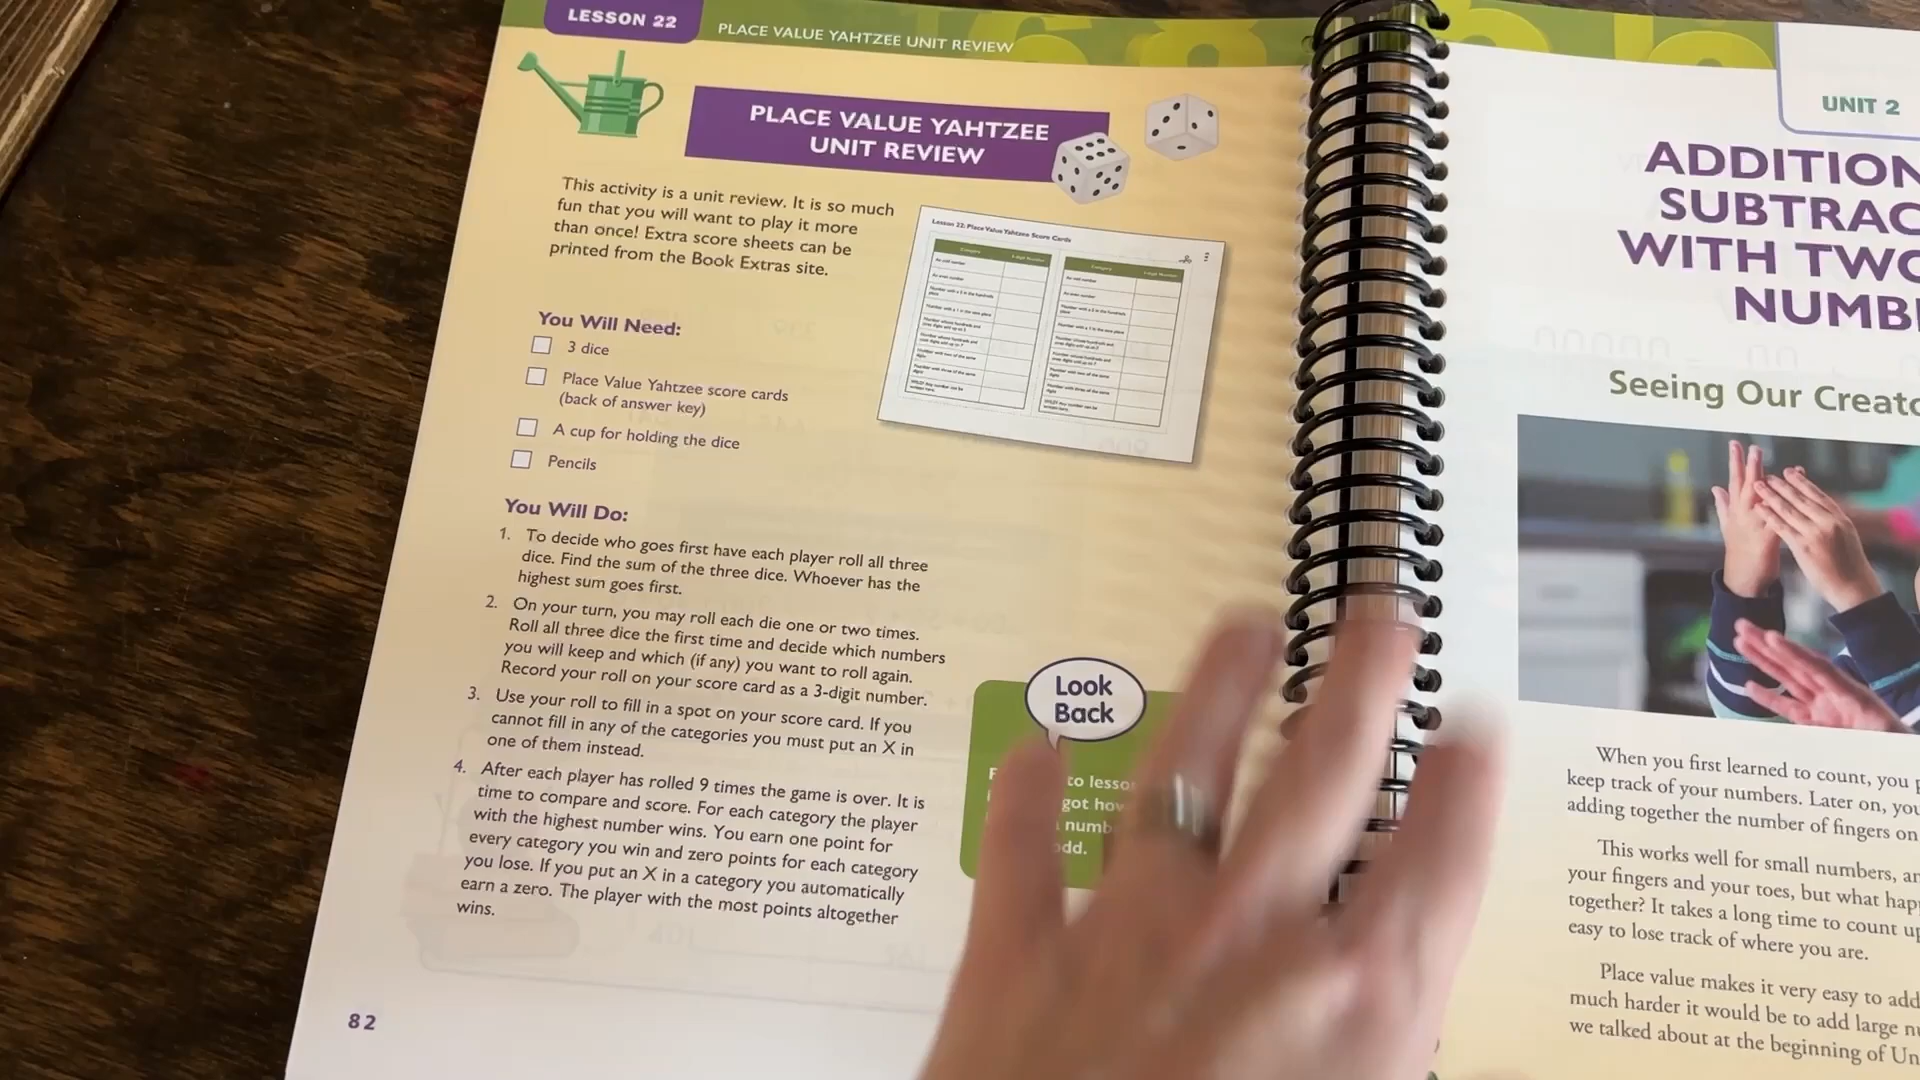 LESSON 22
PLACE VALUE YAHTZEE UNIT REVIEW
PLACE VALUE YAHTZEE
UNIT REVIEW
This activity is a unit review. It is so much
fun that you will want to play it more
than once! Extra score sheets can be
printed from the Book Extras site.
Lesson 22: Place Value Yahtzee Score Cards
You Will Need:
3 dice
Place Value Yahtzee score cards
(back of answer key)
A cup for holding the dice
Pencils
You Will Do:
1. To decide who goes first have each player roll all three
dice. Find the sum of the three dice. Whoever has the
highest sum goes first.
2. On your turn, you may roll each die one or two times.
Roll all three dice the first time and decide which numbers
you will keep and which (if any) you want to roll again.
Record your roll on your score card as a 3-digit number.
3. Use your roll to fill in a spot on your score card. If you
cannot fill in any of the categories you must put an X in
one of them instead.
4. After each player has rolled 9 times the game is over. It is
time to compare and score. For each category the player
with the highest number wins. You earn one point for
every category you win and zero points for each category
you lose. If you put an X in a category you automatically
earn a zero. The player with the most points altogether
wins.
Look
Back
to lesso
got how
numb
odd.
82
UNIT 2
ADDITION
SUBTRAC
WITH TWO
NUMB
Seeing Our Creato
When you first learned to count, you
keep track of your numbers. Later on, you
adding together the number of fingers on
This works well for small numbers, an
your fingers and your toes, but what hap
together? It takes a long time to count up
easy to lose track of where you are.
Place value makes it very easy to add
much harder it would be to add large
we talked about at the beginning of Un